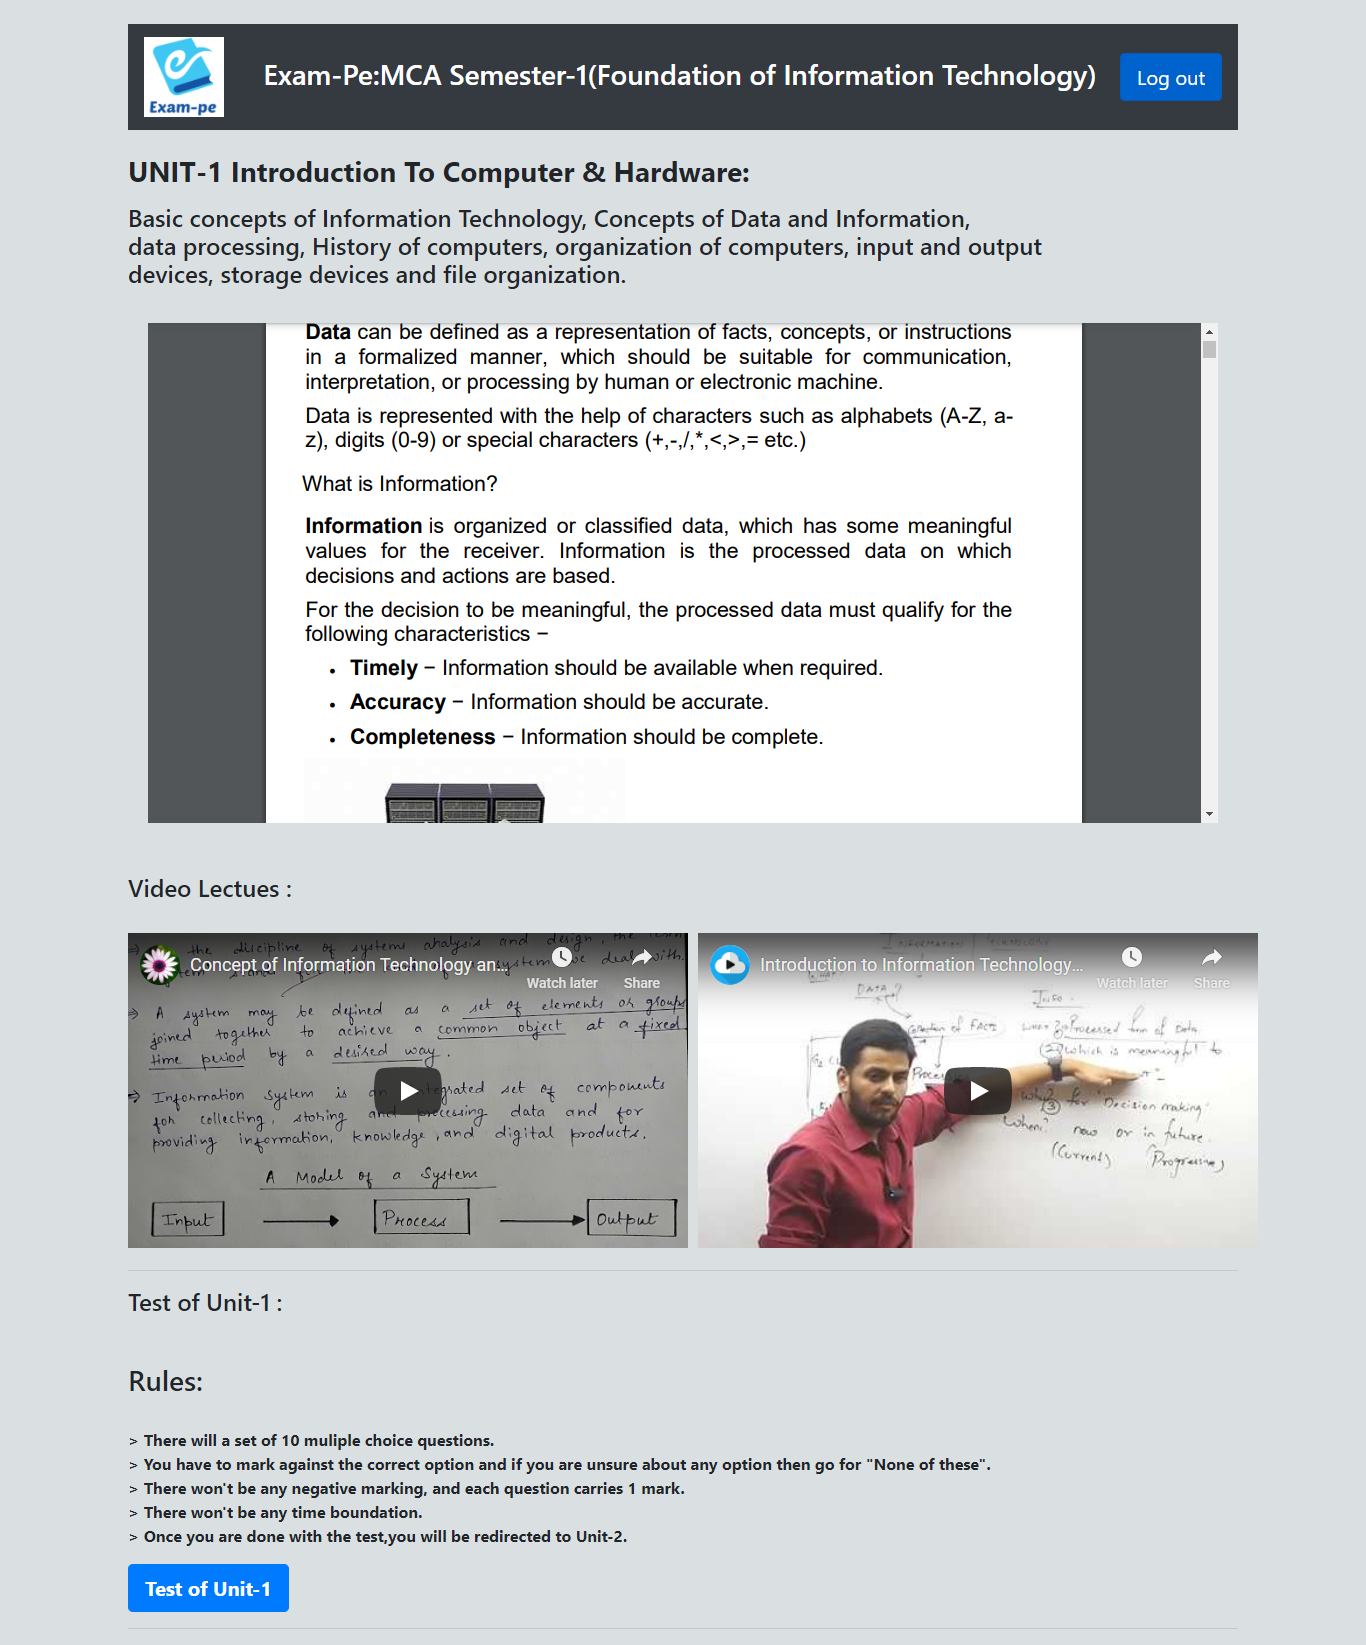 Exam-pe
Exam-Pe:MCA Semester-1(Foundation of Information Technology)
Log out
UNIT-1 Introduction To Computer & Hardware:
Basic concepts of Information Technology, Concepts of Data and Information,
data processing, History of computers, organization of computers, input and output
devices, storage devices and file organization.
Data can be defined as a representation of facts, concepts, or instructions
in a formalized manner, which should be suitable for communication,
interpretation, or processing by human or electronic machine.
Data is represented with the help of characters such as alphabets (A-Z, a-
z), digits (0-9) or special characters (+,-,/,*,<,>,= etc.)
What is Information?
Information is organized or classified data, which has some meaningful
values for the receiver. Information is the processed data on which
decisions and actions are based.
For the decision to be meaningful, the processed data must qualify for the
following characteristics −
• Timely − Information should be available when required.
• Accuracy − Information should be accurate.
• Completeness − Information should be complete.
Video Lectues :
the discipline of systems analysis and design, the
Concept of Information Technology an...
Watch later
Share
⇒ A system may be defined as a set of elements or groups
joined together to achieve a common object at a fixed
time period by a desired way.
⇒ Information system is an integrated set of components
for collecting, storing and processing data and for
providing information, knowledge, and digital products.
A Model of a System
Input
Process
Output
Introduction to Information Technology...
Watch later
Share
DATA ?
Info.
Collection of FACTS
Processed form of Data
which is meaningful to
for "Decision making"
when: now or in future.
(Current)
(Progressive)
Test of Unit-1 :
Rules:
> There will a set of 10 muliple choice questions.
> You have to mark against the correct option and if you are unsure about any option then go for "None of these".
> There won't be any negative marking, and each question carries 1 mark.
> There won't be any time boundation.
> Once you are done with the test,you will be redirected to Unit-2.
Test of Unit-1